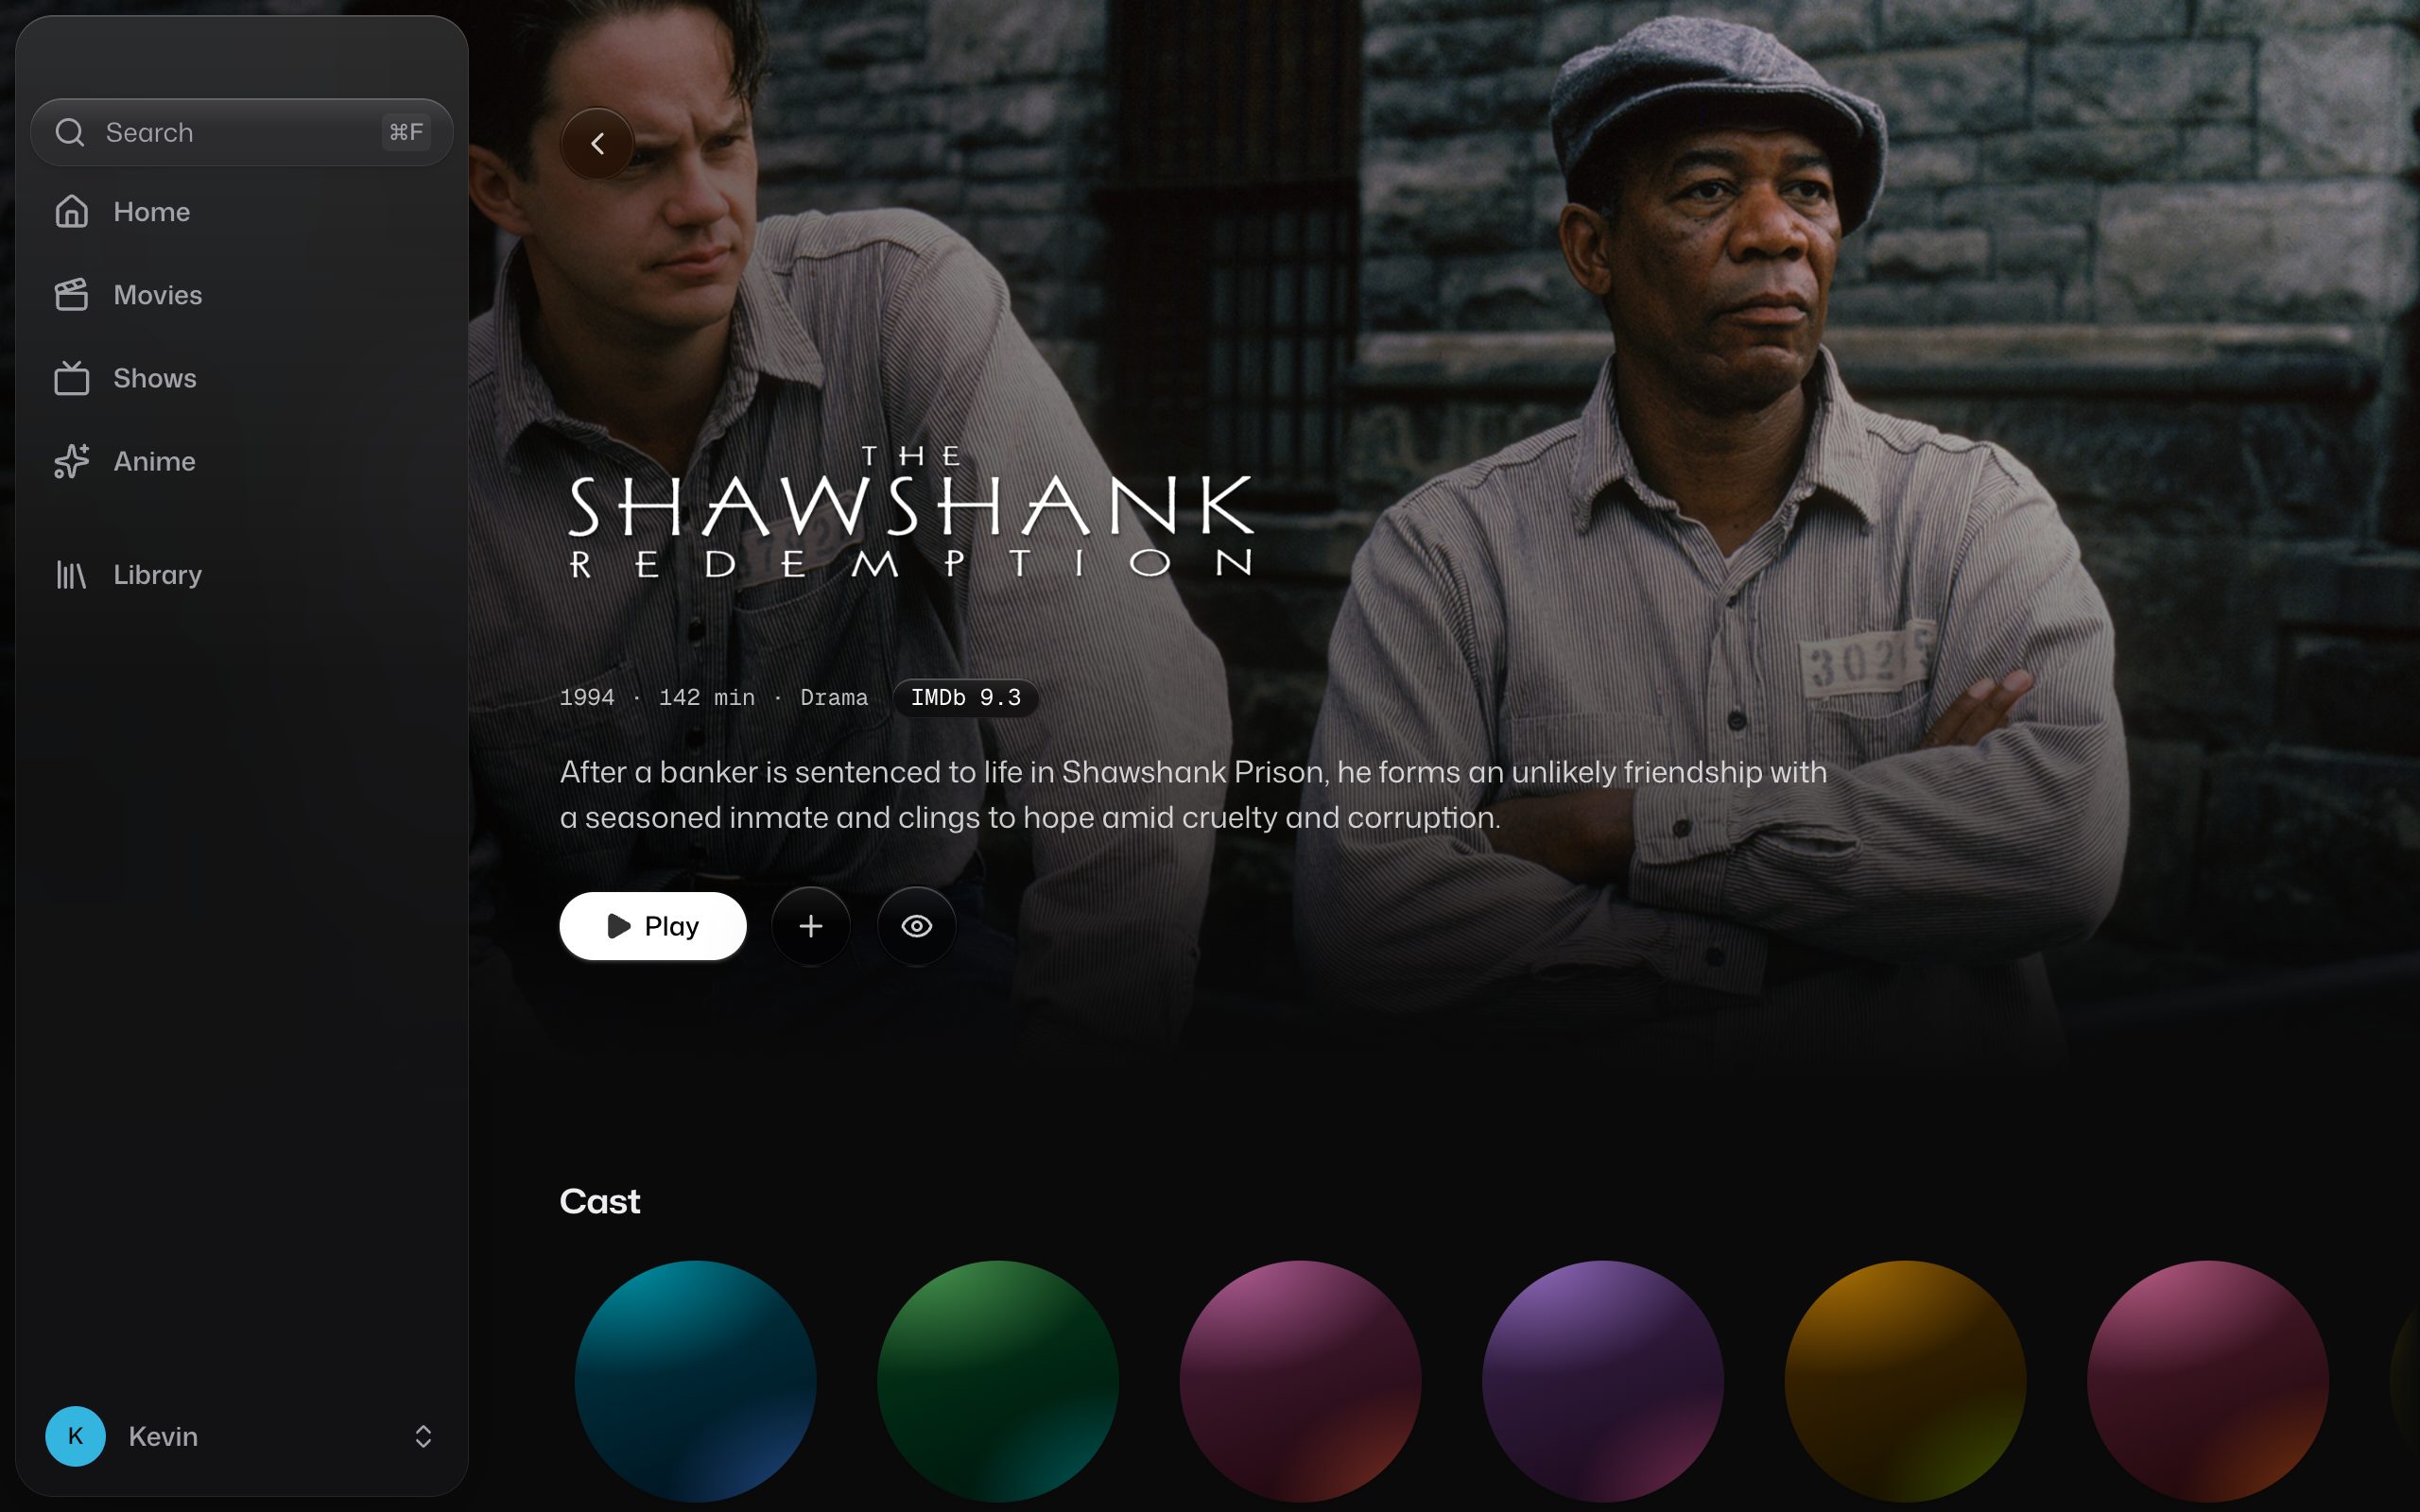 Search
⌘F
Home
Movies
Shows
Anime
Library
THE
SHAWSHANK
REDEMPTION
1994 · 142 min · Drama
IMDb 9.3
After a banker is sentenced to life in Shawshank Prison, he forms an unlikely friendship with
a seasoned inmate and clings to hope amid cruelty and corruption.
Play
Cast
K
Kevin